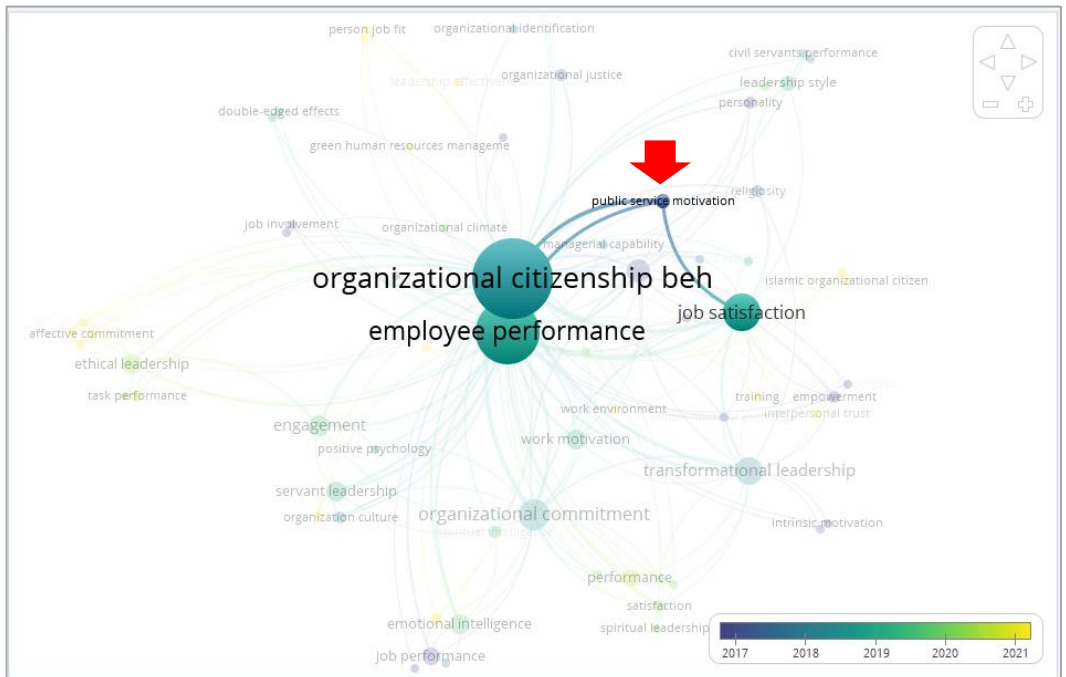 person job fit
organizational identification
civil servants performance
leadership effectiveness
organizational justice
leadership style
personality
double-edged effects
green human resources manageme
religiosity
public service motivation
job involvement
organizational climate
managerial capability
organizational citizenship beh
islamic organizational citizen
job satisfaction
employee performance
affective commitment
ethical leadership
task performance
training
empowerment
work environment
interpersonal trust
engagement
work motivation
positive psychology
transformational leadership
servant leadership
organization culture
organizational commitment
intrinsic motivation
spiritual intelligence
performance
satisfaction
spiritual leadership
emotional intelligence
job performance
2017 2018 2019 2020 2021